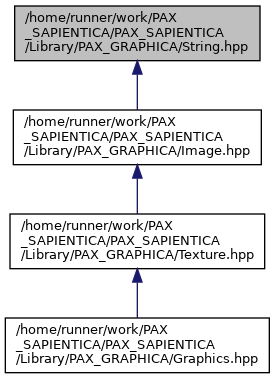 /home/runner/work/PAX
_SAPIENTICA/PAX_SAPIENTICA
/Library/PAX_GRAPHICA/String.hpp
/home/runner/work/PAX
_SAPIENTICA/PAX_SAPIENTICA
/Library/PAX_GRAPHICA/Image.hpp
/home/runner/work/PAX
_SAPIENTICA/PAX_SAPIENTICA
/Library/PAX_GRAPHICA/Texture.hpp
/home/runner/work/PAX
_SAPIENTICA/PAX_SAPIENTICA
/Library/PAX_GRAPHICA/Graphics.hpp